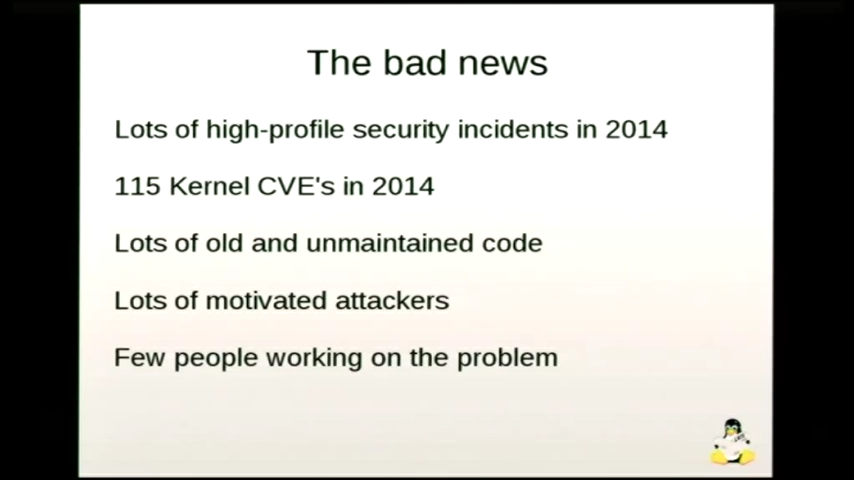 The bad news
Lots of high-profile security incidents in 2014
115 Kernel CVE's in 2014
Lots of old and unmaintained code
Lots of motivated attackers
Few people working on the problem